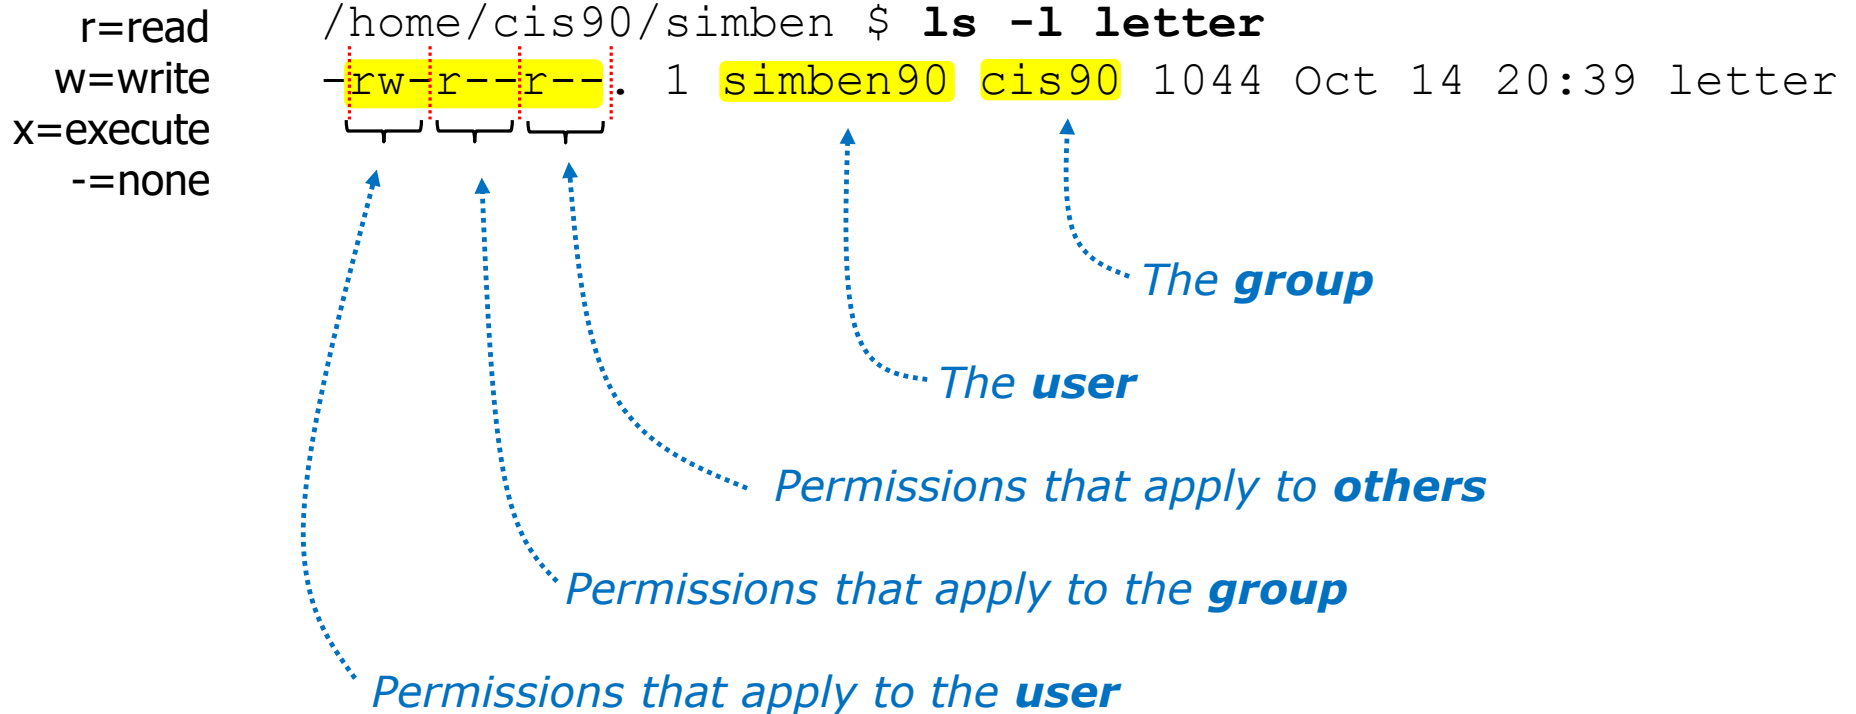 r=read
w=write
x=execute
-=none
/home/cis90/simben $ ls -l letter
-rw-r--r--. 1 simben90 cis90 1044 Oct 14 20:39 letter
The group
The user
Permissions that apply to others
Permissions that apply to the group
Permissions that apply to the user